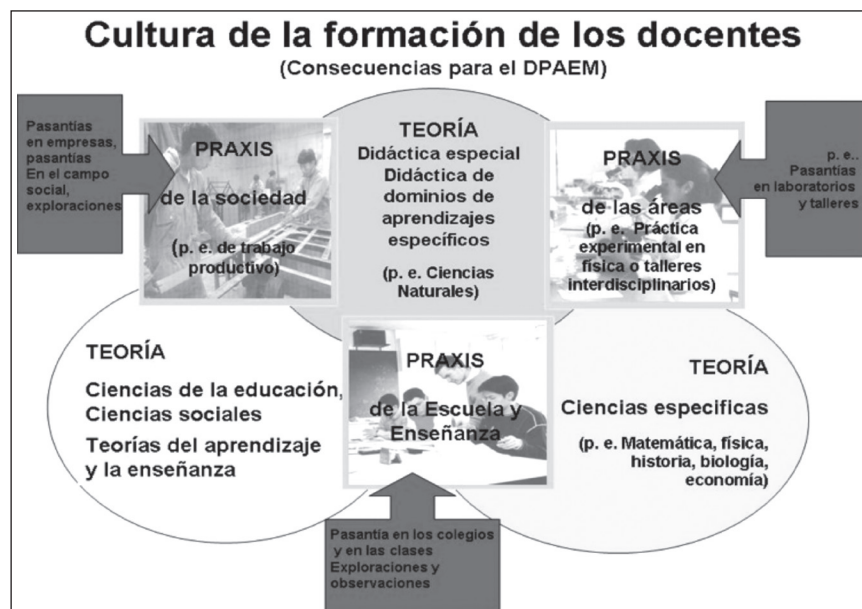 Cultura de la formación de los docentes
(Consecuencias para el DPAEM)
Pasantías
en empresas,
pasantías
En el campo
social,
exploraciones
PRAXIS
de la sociedad
(p. e. de trabajo
productivo)
TEORÍA
Didáctica especial
Didáctica de
dominios de
aprendizajes
específicos
(p. e. Ciencias
Naturales)
PRAXIS
de las áreas
(p. e. Práctica
experimental en
física o talleres
interdisciplinarios)
p. e..
Pasantías
en laboratorios
y talleres
TEORÍA
Ciencias de la educación,
Ciencias sociales
Teorías del aprendizaje
y la enseñanza
PRAXIS
de la Escuela y
Enseñanza
TEORÍA
Ciencias especificas
(p. e. Matemática, física,
historia, biología,
economía)
Pasantía en los colegios
y en las clases
Exploraciones y
observaciones